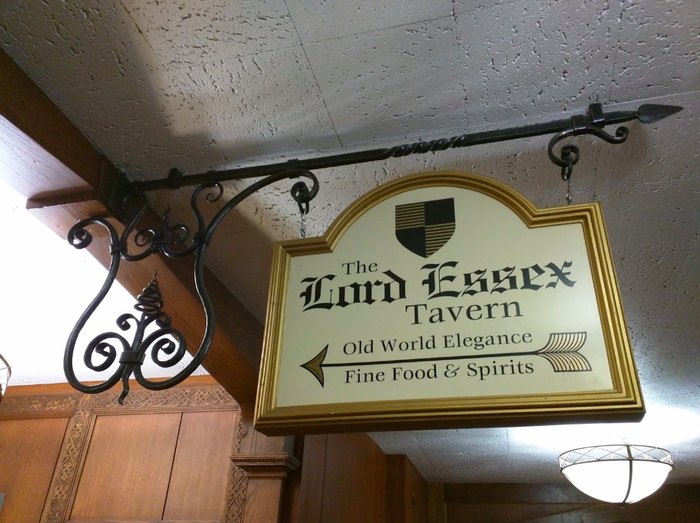 The
Lord Essex
Tavern
Old World Elegance
Fine Food & Spirits